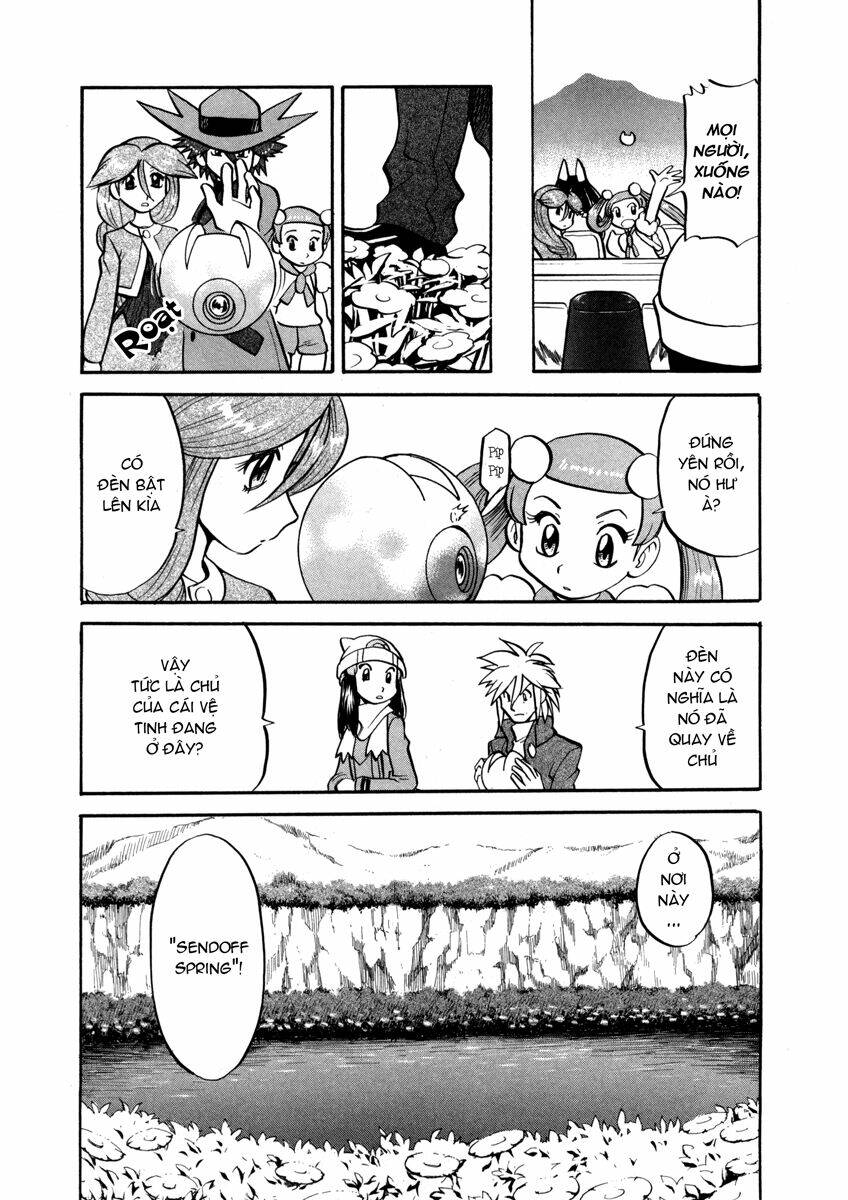 MỌI
NGƯỜI,
XUỐNG
NÀO!
Roạt
ĐỨNG
YÊN RỒI,
NÓ HƯ
À?
PÍP
PÍP
CÓ
ĐÈN BẬT
LÊN KÌA
ĐÈN
NÀY CÓ
NGHĨA LÀ
NÓ ĐÃ
QUAY VỀ
CHỦ
VẬY
TỨC LÀ CHỦ
CỦA CÁI VỆ
TINH ĐANG
Ở ĐÂY?
Ở
NƠI
NÀY
...
"SENDOFF
SPRING"!